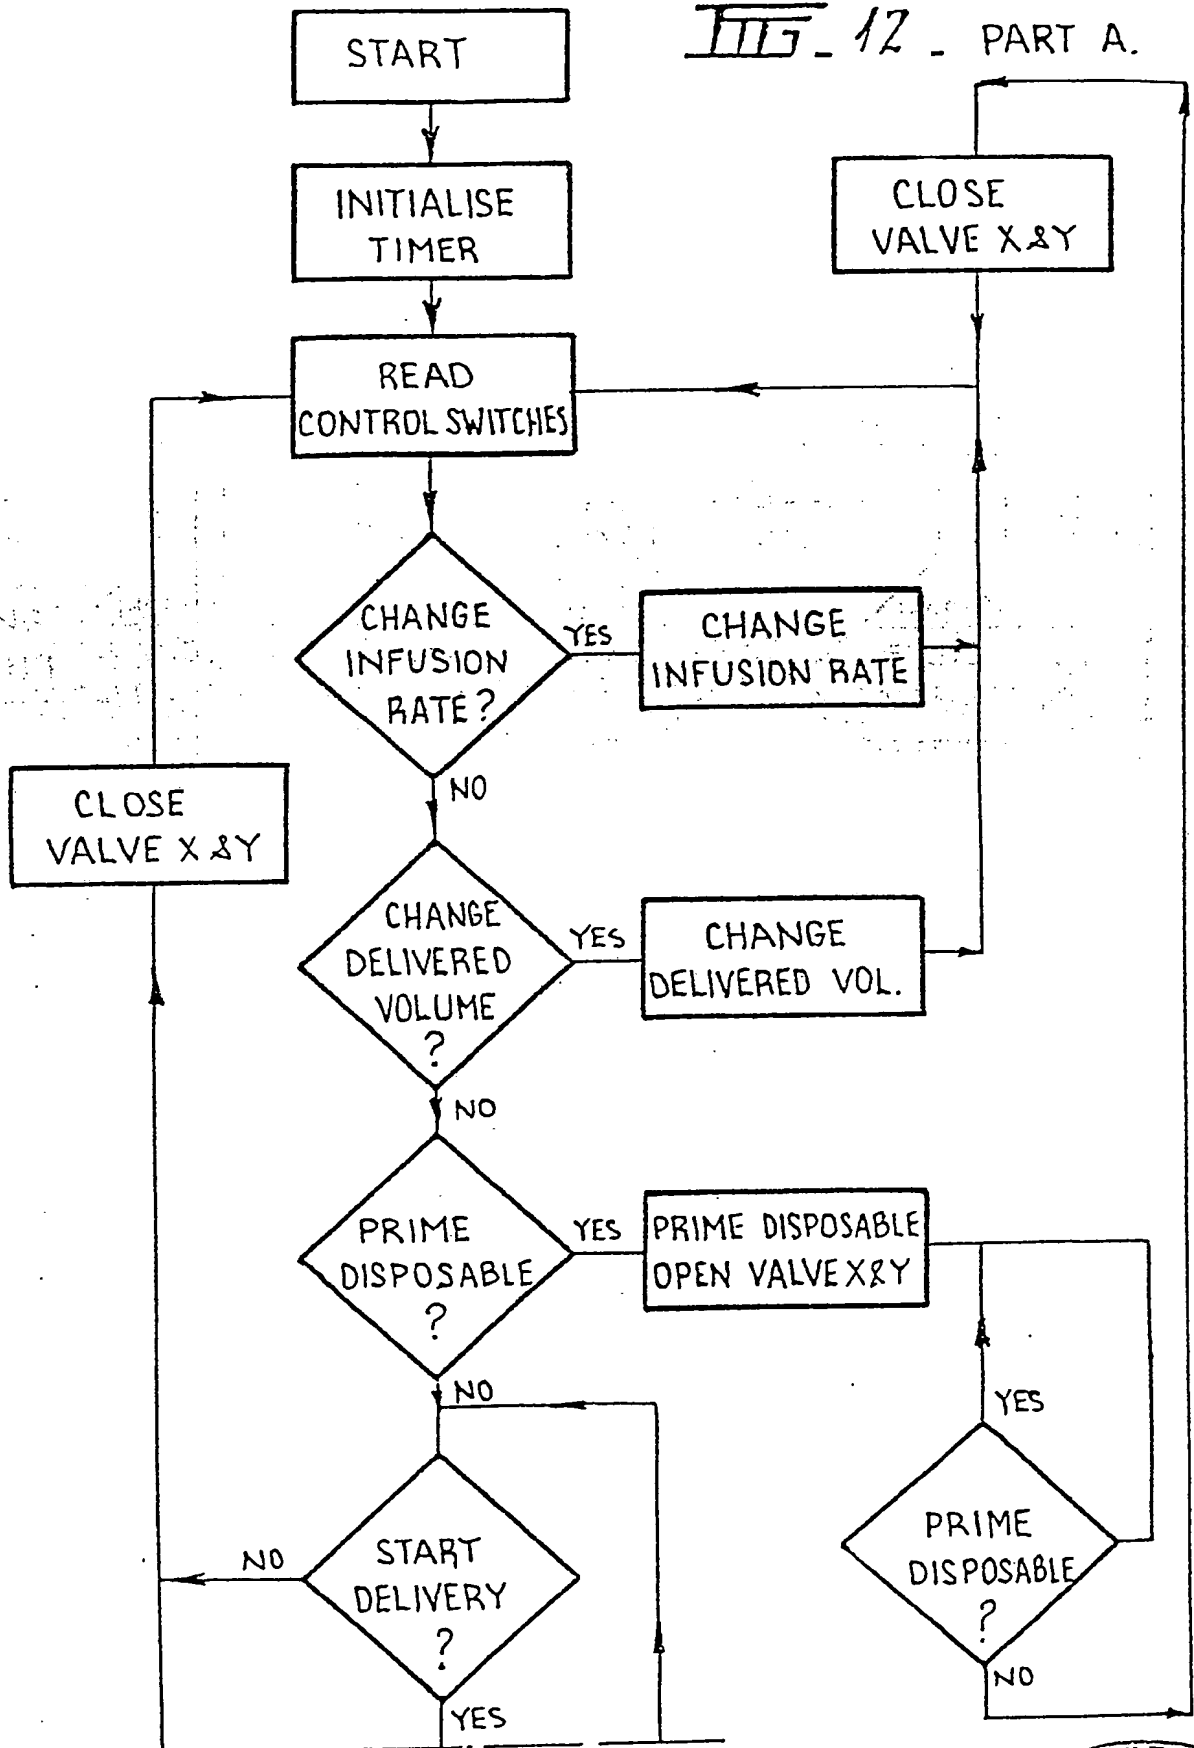 FIG_12_ PART A.
START
INITIALISE
TIMER
CLOSE
VALVE X & Y
READ
CONTROL SWITCHES
CHANGE
INFUSION
RATE?
YES
CHANGE
INFUSION RATE
NO
CLOSE
VALVE X & Y
CHANGE
DELIVERED
VOLUME
?
YES
CHANGE
DELIVERED VOL.
NO
PRIME
DISPOSABLE
?
YES
PRIME DISPOSABLE
OPEN VALVE X & Y
NO
YES
PRIME
DISPOSABLE
?
NO
START
DELIVERY
?
NO
YES